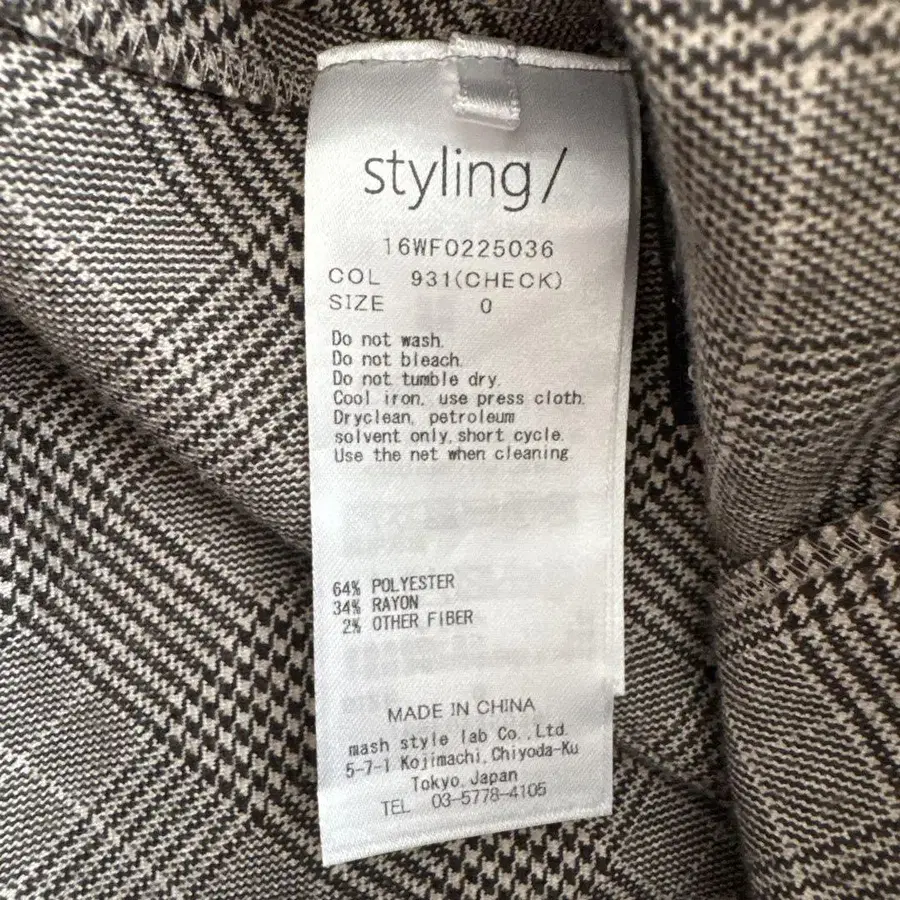 styling/
16WF0225036
COL 931(CHECK)
SIZE 0
Do not wash.
Do not bleach.
Do not tumble dry.
Cool iron, use press cloth.
Dryclean, petroleum
solvent only, short cycle.
Use the net when cleaning.
64% POLYESTER
34% RAYON
2% OTHER FIBER
MADE IN CHINA
mash style lab Co.,Ltd.
5-7-1 Kojimachi, Chiyoda-Ku
Tokyo, Japan
TEL 03-5778-4105